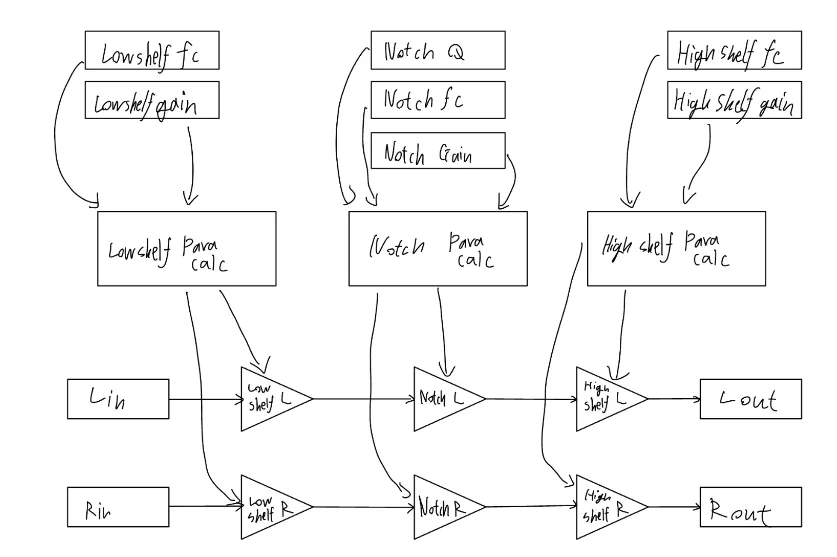 Lowshelf fc
Notch Q
High shelf fc
Lowshelf gain
Notch fc
High shelf gain
Notch Gain
Lowshelf Para calc
Notch Para calc
High shelf Para calc
Lin
Low shelf L
Notch L
High shelf L
Lout
Rin
Low shelf R
Notch R
High shelf R
Rout